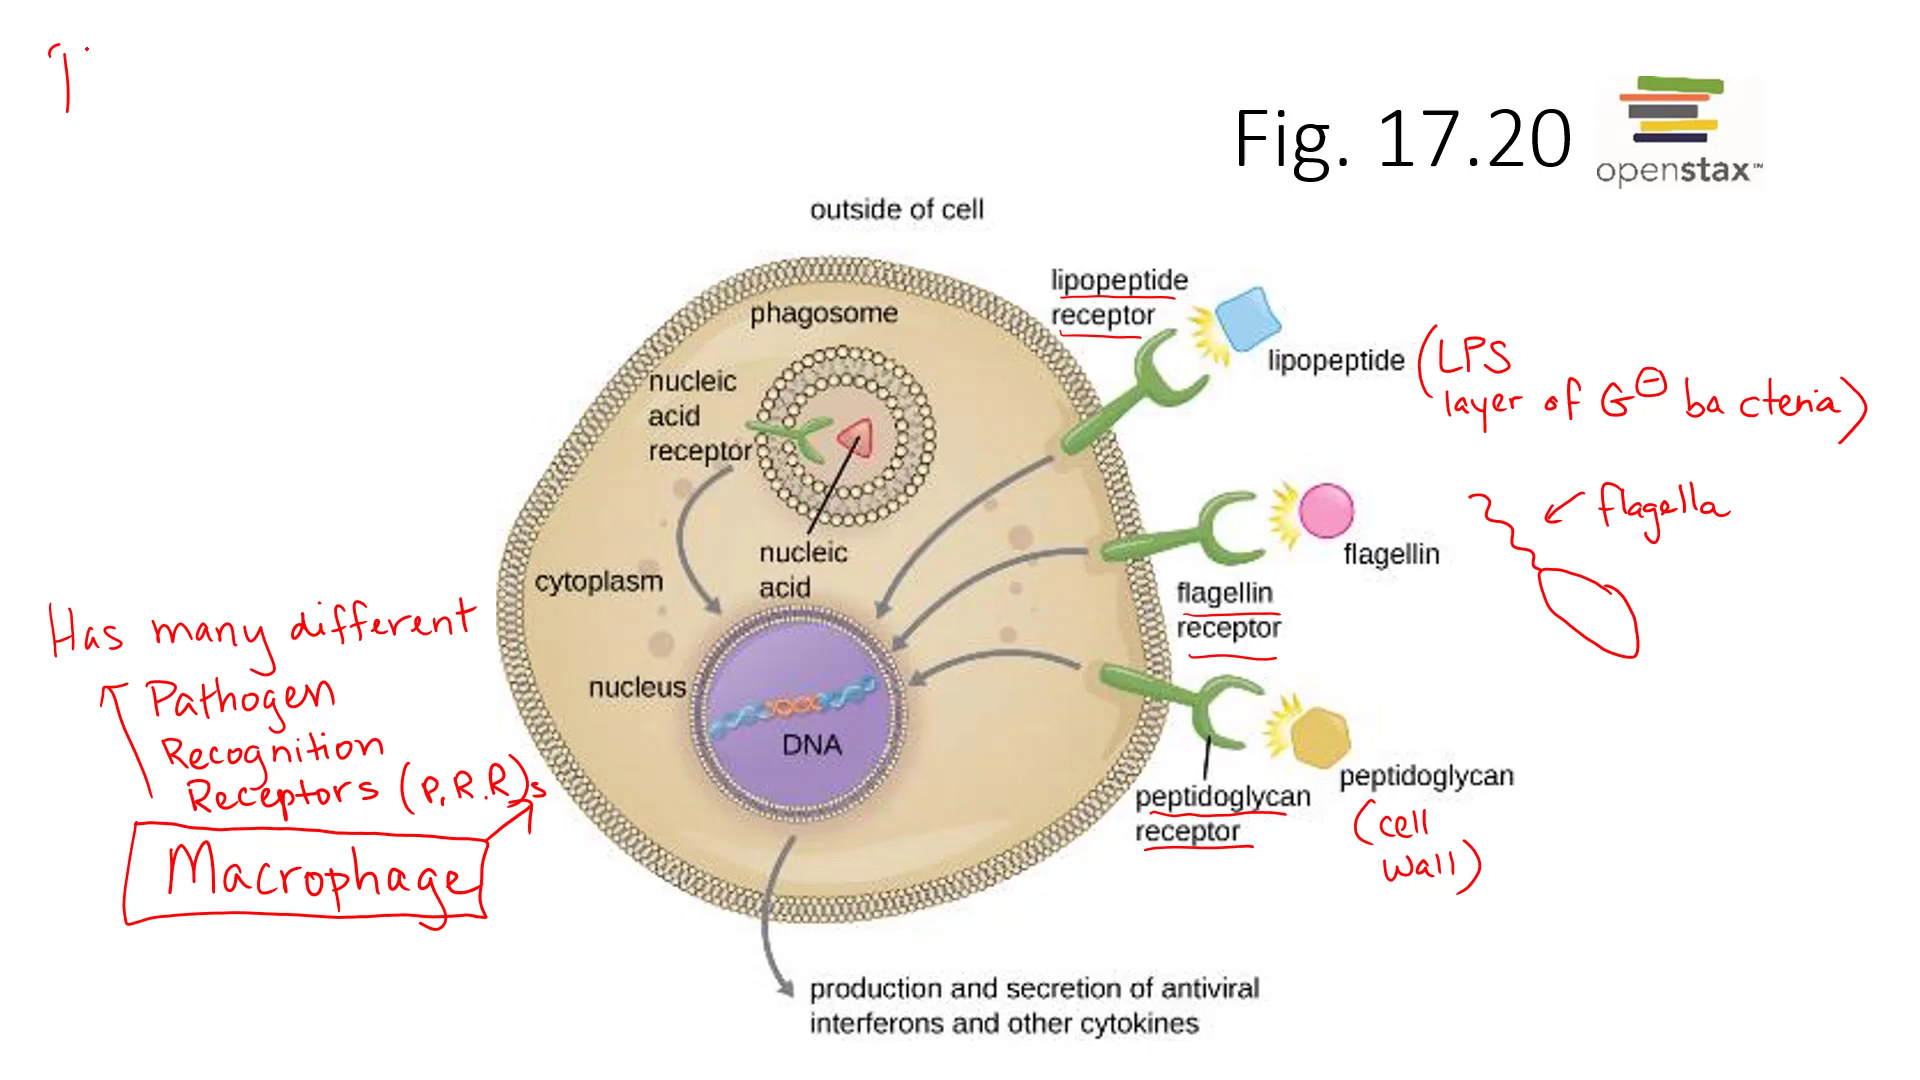 Fig. 17.20
openstax™
outside of cell
lipopeptide
receptor
phagosome
lipopeptide
(LPS
layer of G⊖ bacteria)
nucleic
acid
receptor
flagella
nucleic
acid
flagellin
cytoplasm
flagellin
receptor
Has many different
Pathogen
Recognition
Receptors (P.R.R)s
Macrophage
nucleus
DNA
peptidoglycan
peptidoglycan
receptor
(cell
wall)
production and secretion of antiviral
interferons and other cytokines